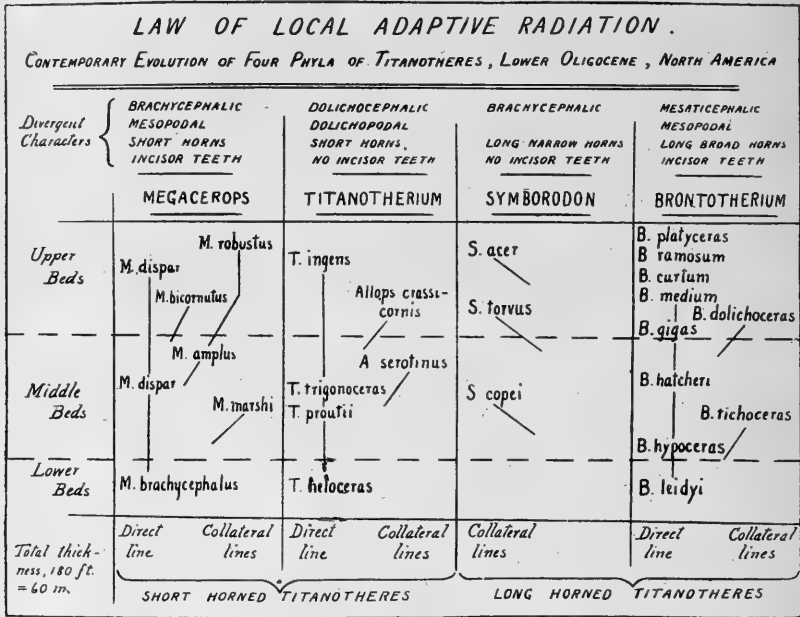 LAW OF LOCAL ADAPTIVE RADIATION.
CONTEMPORARY EVOLUTION OF FOUR PHYLA OF TITANOTHERES, LOWER OLIGOCENE, NORTH AMERICA
Divergent
Characters
BRACHYCEPHALIC
MESOPODAL
SHORT HORNS
INCISOR TEETH
DOLICHOCEPHALIC
DOLICHOPODAL
SHORT HORNS.
NO INCISOR TEETH
BRACHYCEPHALIC
LONG NARROW HORNS
NO INCISOR TEETH
MESATICEPHALIC
MESOPODAL
LONG BROAD HORNS
INCISOR TEETH
MEGACEROPS
TITANOTHERIUM
SYMBORODON
BRONTOTHERIUM
Upper
Beds
M. robustus
M. dispar
M. bicornutus
T. ingens
Allops crassi-
cornis
S. acer
S. torvus
B. platyceras
B ramosum
B. curtum
B. medium
B. dolichoceras
B. gigas
Middle
Beds
M. amplus
M. dispar
M. marshi
A serotinus
T. trigonoceras
T. proutii
S copei
B. hatcheri
B. tichoceras
B. hypoceras
Lower
Beds
M. brachycephalus
T. heloceras
B. leidyi
Total thick-
ness, 180 ft.
= 60 m.
Direct
line
Collateral
lines
Direct
line
Collateral
lines
Collateral
lines
Direct
line
Collateral
lines
SHORT HORNED TITANOTHERES
LONG HORNED TITANOTHERES